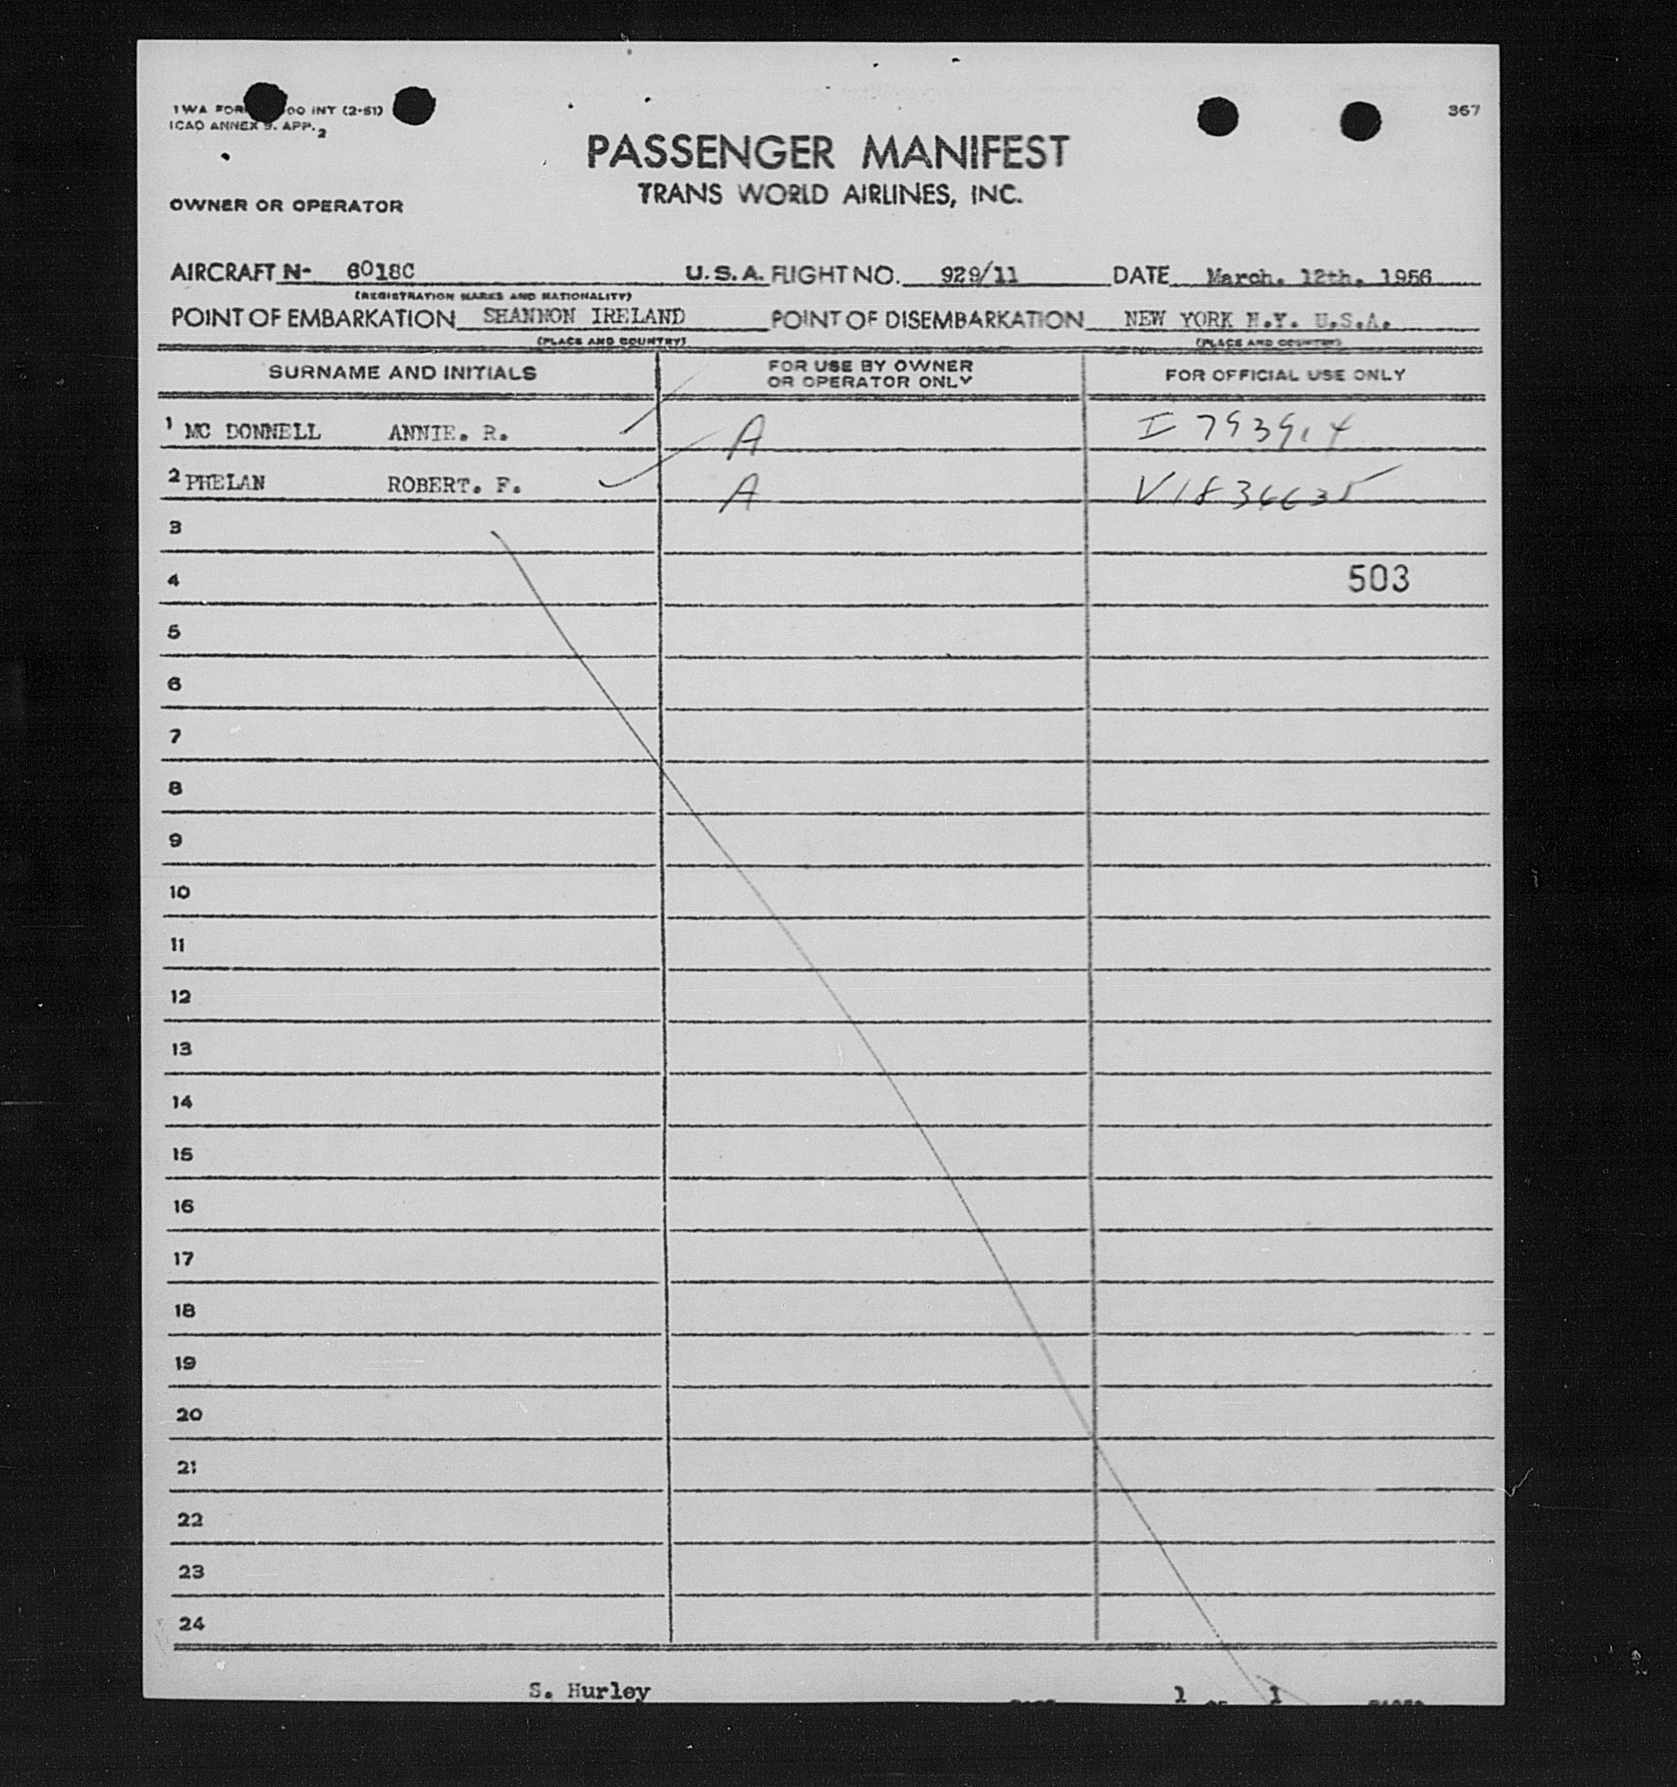 TWA FOR 00 INT (2-51)
ICAO ANNEX 9. APP. 2
367
PASSENGER MANIFEST
TRANS WORLD AIRLINES, INC.
OWNER OR OPERATOR
AIRCRAFT N- 6018C U.S.A. FLIGHT NO. 929/11 DATE March. 12th. 1956
(REGISTRATION MARKS AND NATIONALITY)
POINT OF EMBARKATION SHANNON IRELAND POINT OF DISEMBARKATION NEW YORK N.Y. U.S.A.
(PLACE AND COUNTRY) (PLACE AND COUNTRY)
SURNAME AND INITIALS FOR USE BY OWNER OR OPERATOR ONLY FOR OFFICIAL USE ONLY
1 MC DONNELL ANNIE. R. A I 793914
2 PHELAN ROBERT. F. A V1836635
3
4 503
5
6
7
8
9
10
11
12
13
14
15
16
17
18
19
20
21
22
23
24
S. Hurley 1 1